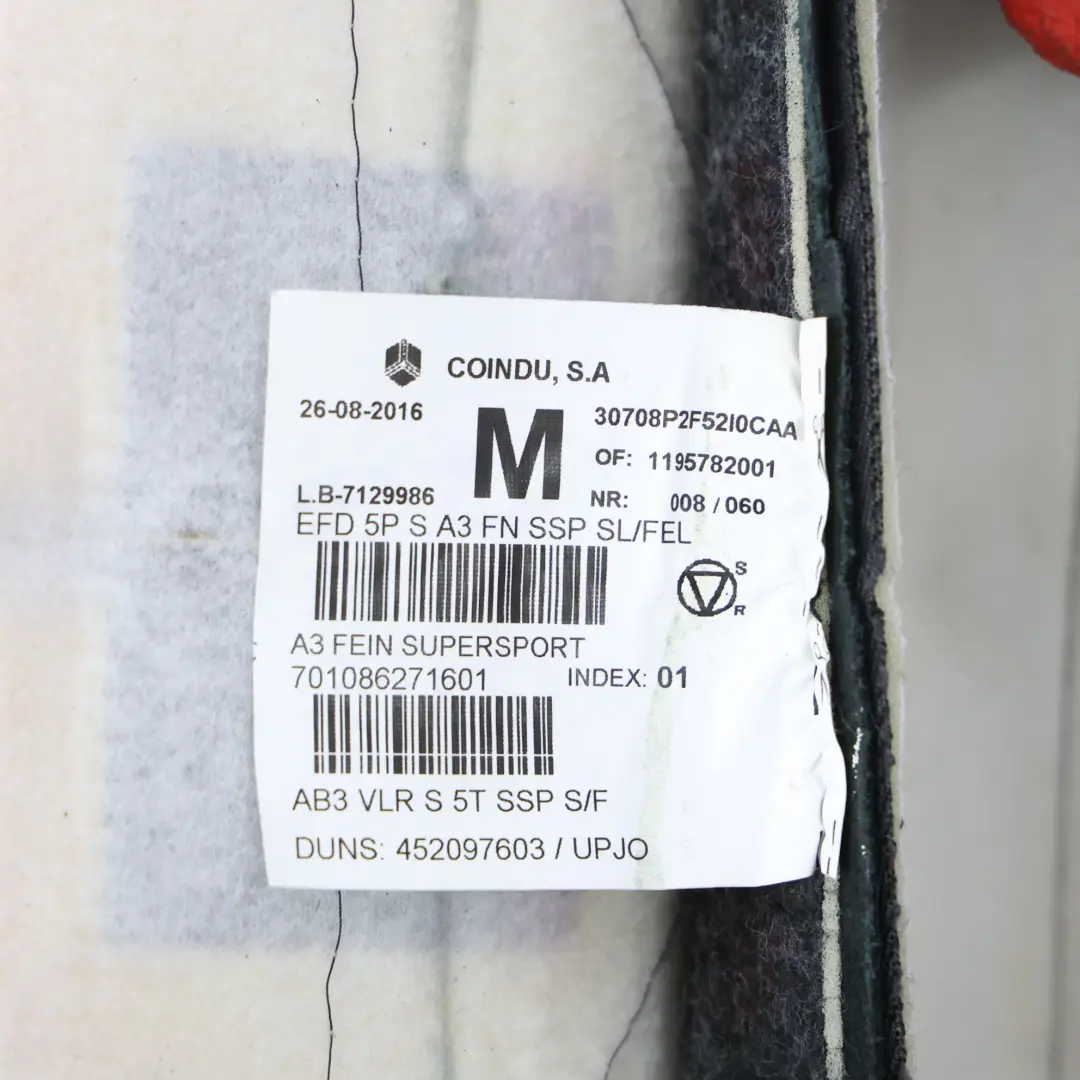 COINDU, S.A
26-08-2016
M
30708P2F52I0CAA
OF: 1195782001
L.B-7129986
NR: 008 / 060
EFD 5P S A3 FN SSP SL/FEL
S
R
A3 FEIN SUPERSPORT
701086271601
INDEX: 01
AB3 VLR S 5T SSP S/F
DUNS: 452097603 / UPJO